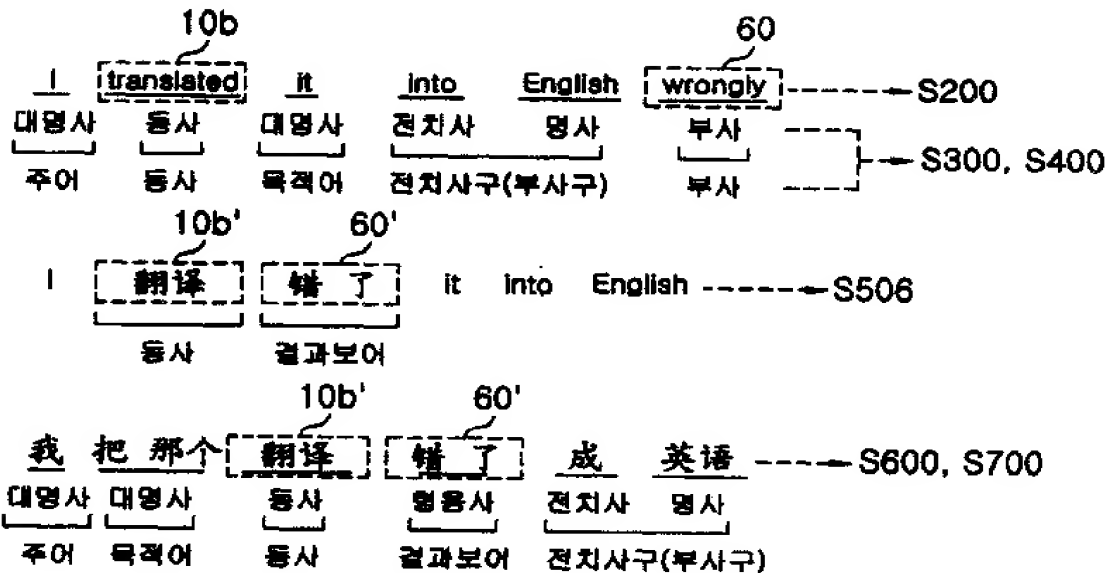 10b 60
I translated it into English wrongly S200
대명사 동사 대명사 전치사 명사 부사
S300, S400
주어 동사 목적어 전치사구(부사구) 부사
10b' 60'
I 翻译 错 了 it into English S506
동사 결과보어
10b' 60'
我 把 那个 翻译 错 了 成 英语 S600, S700
대명사 대명사 동사 형용사 전치사 명사
주어 목적어 동사 결과보어 전치사구(부사구)